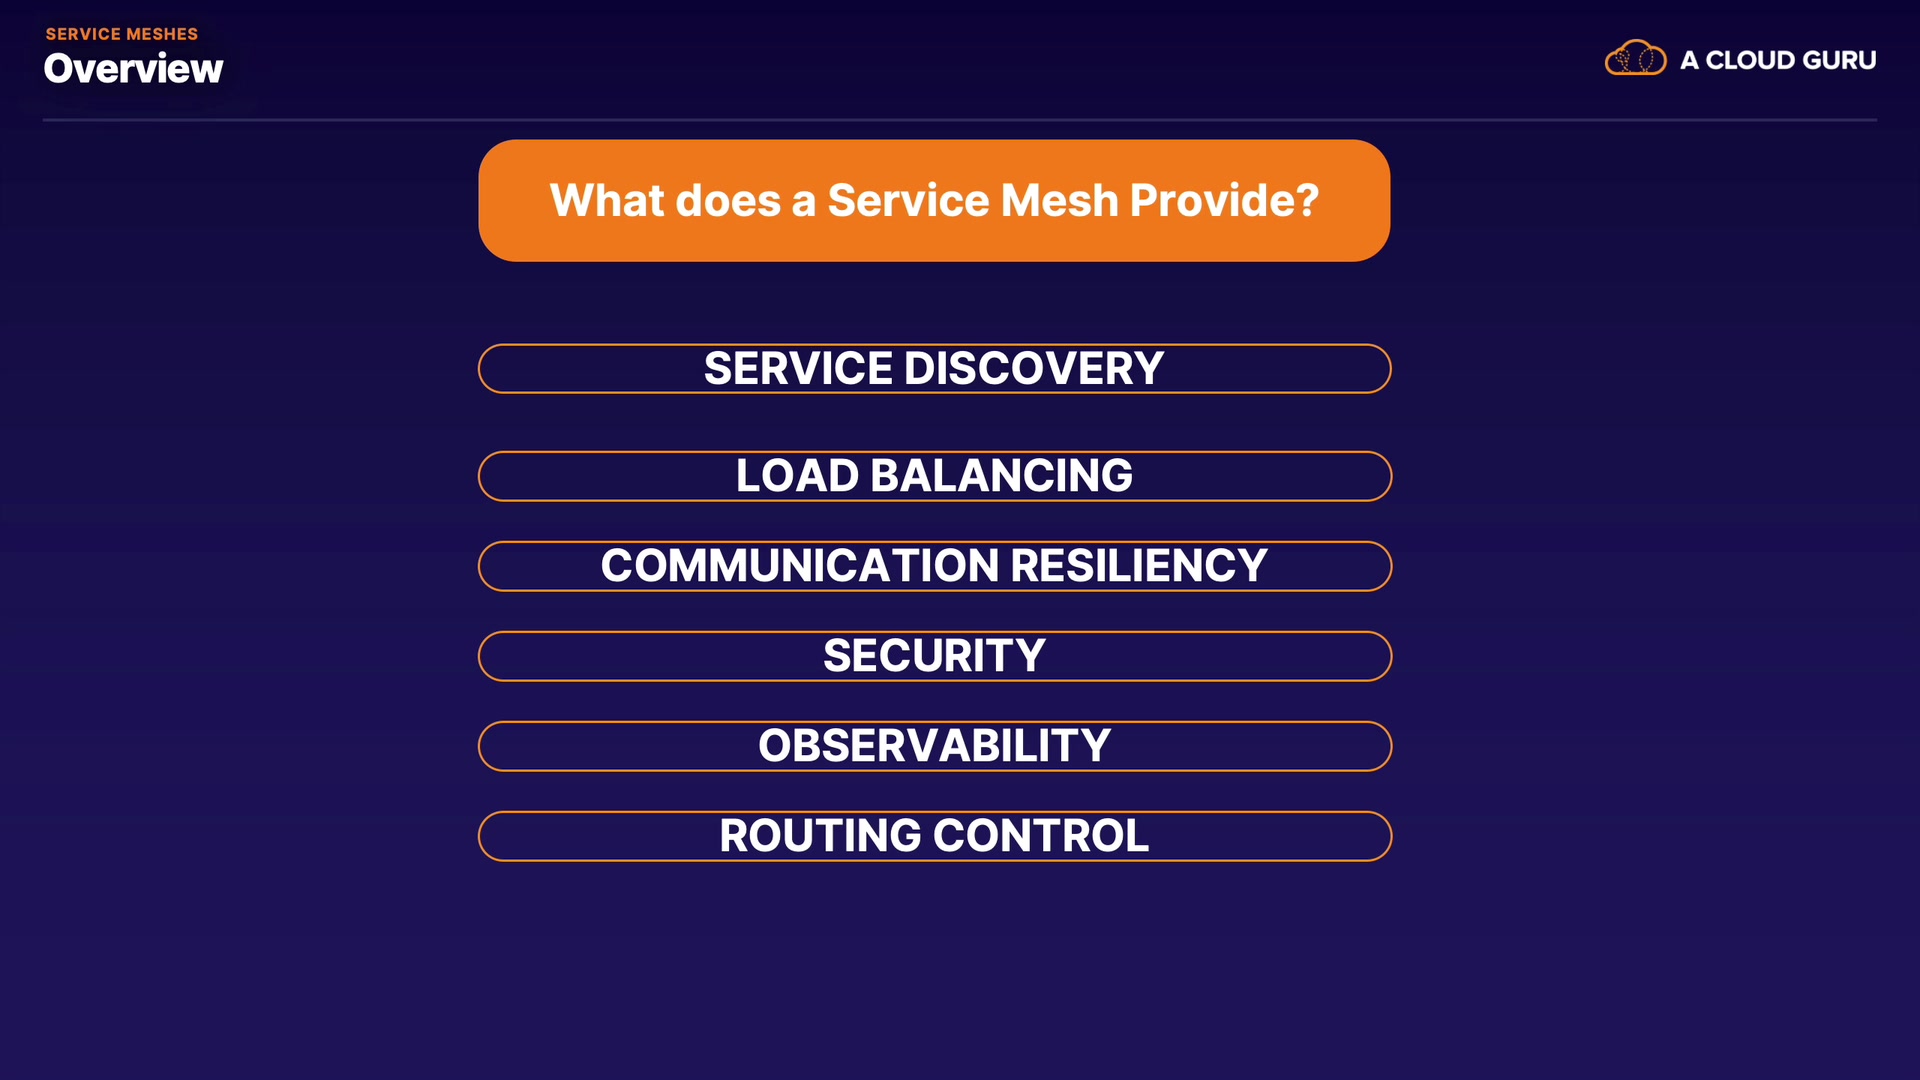 SERVICE MESHES
Overview
A CLOUD GURU
What does a Service Mesh Provide?
SERVICE DISCOVERY
LOAD BALANCING
COMMUNICATION RESILIENCY
SECURITY
OBSERVABILITY
ROUTING CONTROL